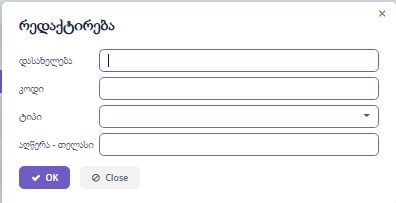 რედაქტირება
დასახელება
კოდი
ტიპი
აღწერა - თელასი
OK Close